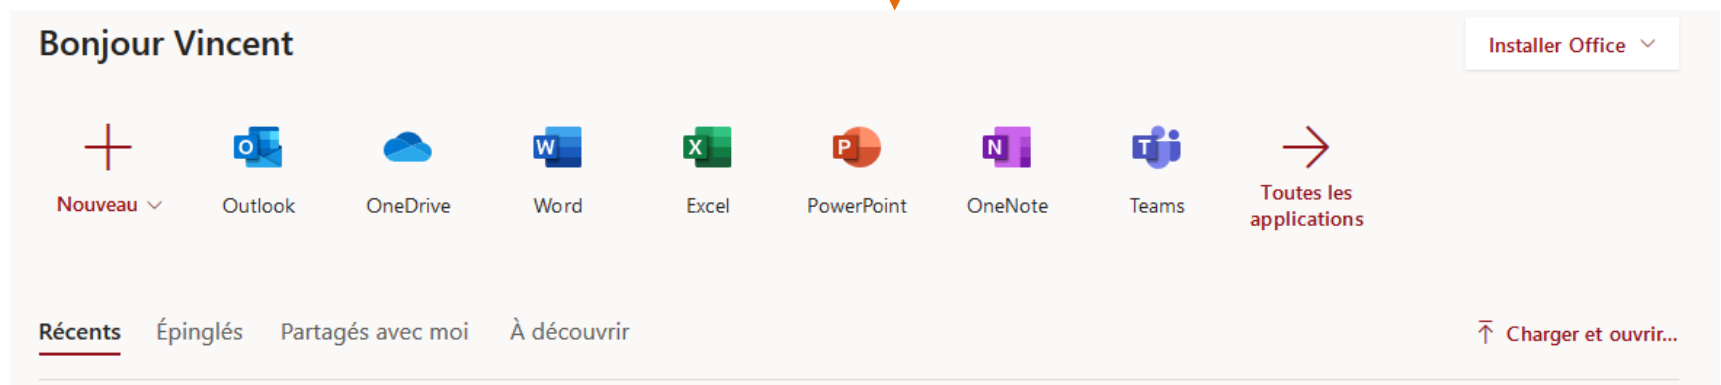 Bonjour Vincent
Installer Office
Nouveau
Outlook
OneDrive
Word
Excel
PowerPoint
OneNote
Teams
Toutes les
applications
Récents
Épinglés
Partagés avec moi
À découvrir
Charger et ouvrir...